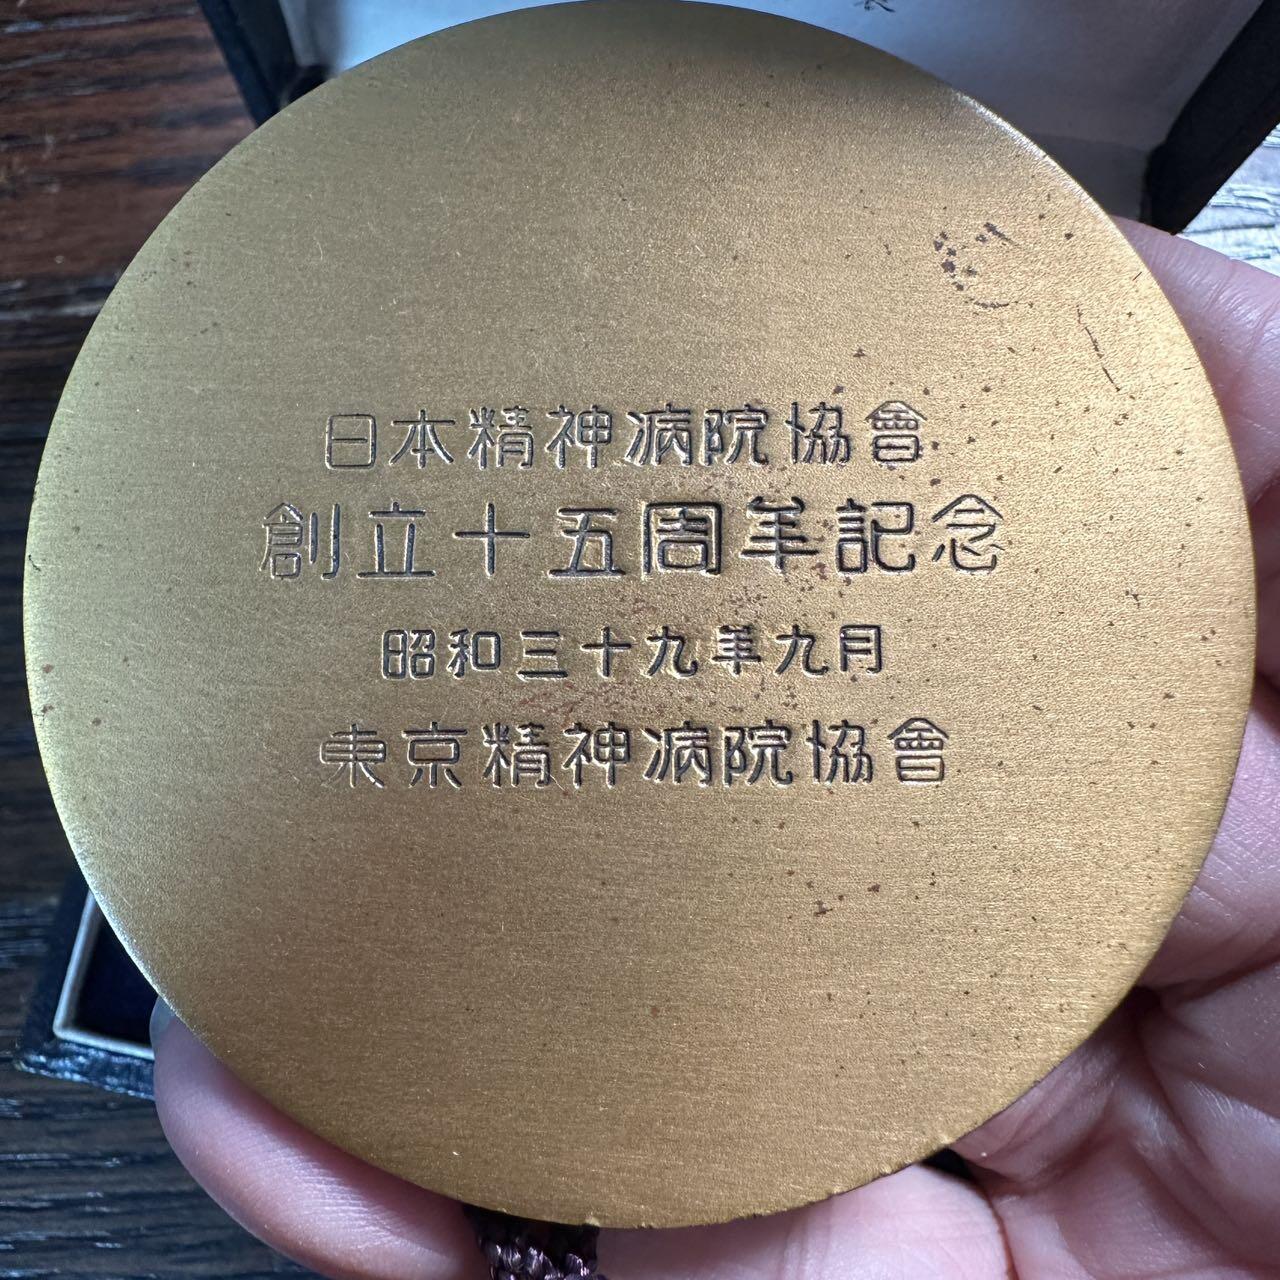 日本精神病院協會
創立十五周年記念
昭和三十九年九月
東京精神病院協會